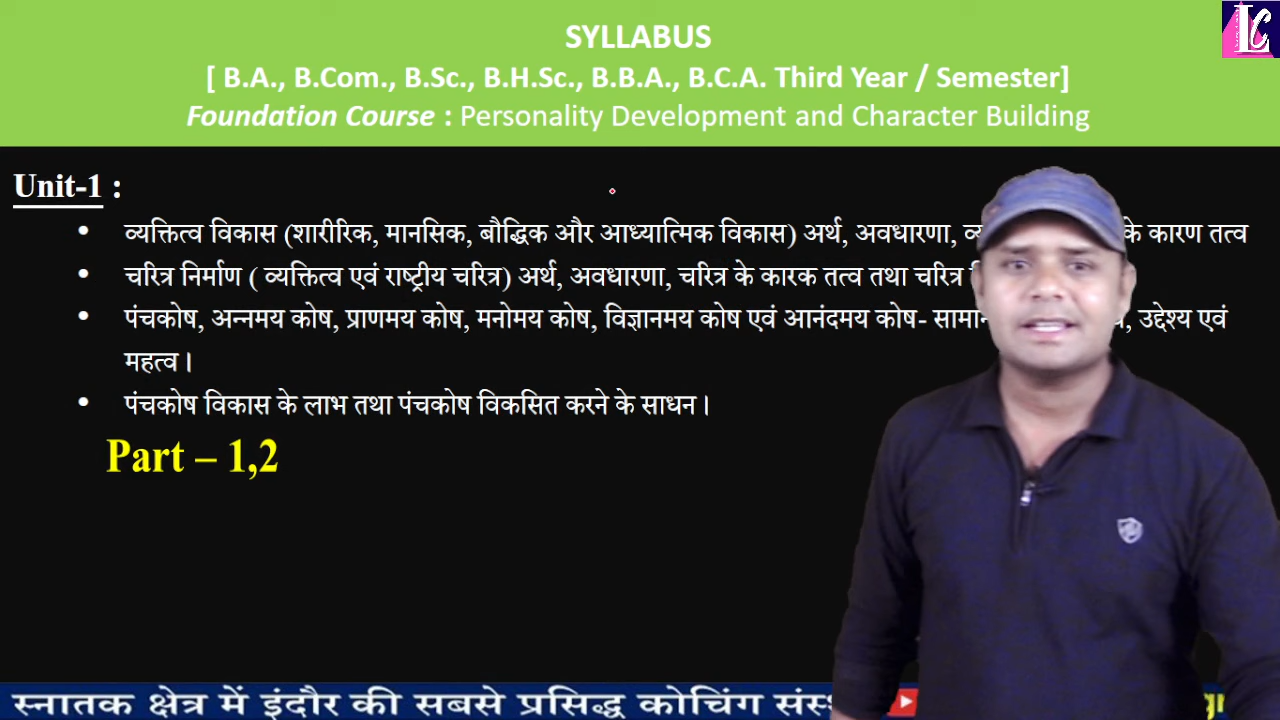 SYLLABUS
LC
[ B.A., B.Com., B.Sc., B.H.Sc., B.B.A., B.C.A. Third Year / Semester]
Foundation Course : Personality Development and Character Building
Unit-1 :
• व्यक्तित्व विकास (शारीरिक, मानसिक, बौद्धिक और आध्यात्मिक विकास) अर्थ, अवधारणा, के कारण तत्व
• चरित्र निर्माण ( व्यक्तित्व एवं राष्ट्रीय चरित्र) अर्थ, अवधारणा, चरित्र के कारक तत्व तथा चरित्र
• पंचकोष, अन्नमय कोष, प्राणमय कोष, मनोमय कोष, विज्ञानमय कोष एवं आनंदमय कोष- उद्देश्य एवं
महत्व।
• पंचकोष विकास के लाभ तथा पंचकोष विकसित करने के साधन।
Part – 1,2
स्नातक क्षेत्र में इंदौर की सबसे प्रसिद्ध कोचिंग